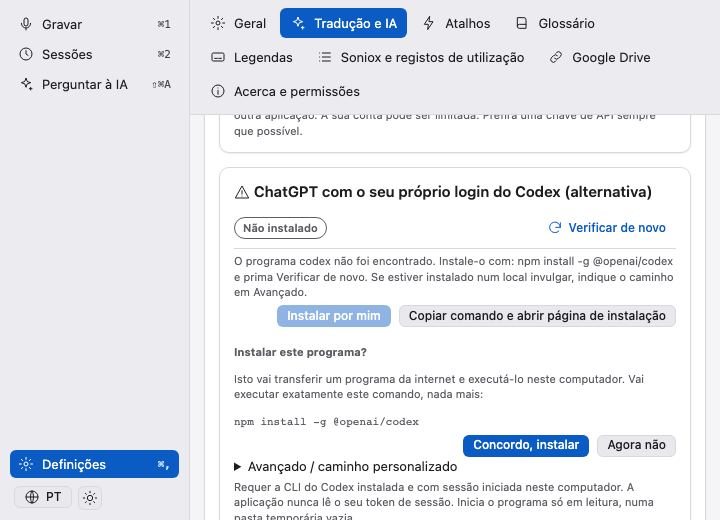 Gravar ⌘1
Sessões ⌘2
Perguntar à IA ⇧⌘A
Geral Tradução e IA Atalhos Glossário
Legendas Soniox e registos de utilização Google Drive
Acerca e permissões
outra aplicação. A sua conta pode ser limitada. Prefira uma chave de API sempre
que possível.
ChatGPT com o seu próprio login do Codex (alternativa)
Não instalado Verificar de novo
O programa codex não foi encontrado. Instale-o com: npm install -g @openai/codex
e prima Verificar de novo. Se estiver instalado num local invulgar, indique o caminho
em Avançado.
Instalar por mim Copiar comando e abrir página de instalação
Instalar este programa?
Isto vai transferir um programa da internet e executá-lo neste computador. Vai
executar exatamente este comando, nada mais:
npm install -g @openai/codex
Concordo, instalar Agora não
Avançado / caminho personalizado
Requer a CLI do Codex instalada e com sessão iniciada neste computador. A
aplicação nunca lê o seu token de sessão. Inicia o programa só em leitura, numa
pasta temporária vazia.
Definições ⌘,
PT